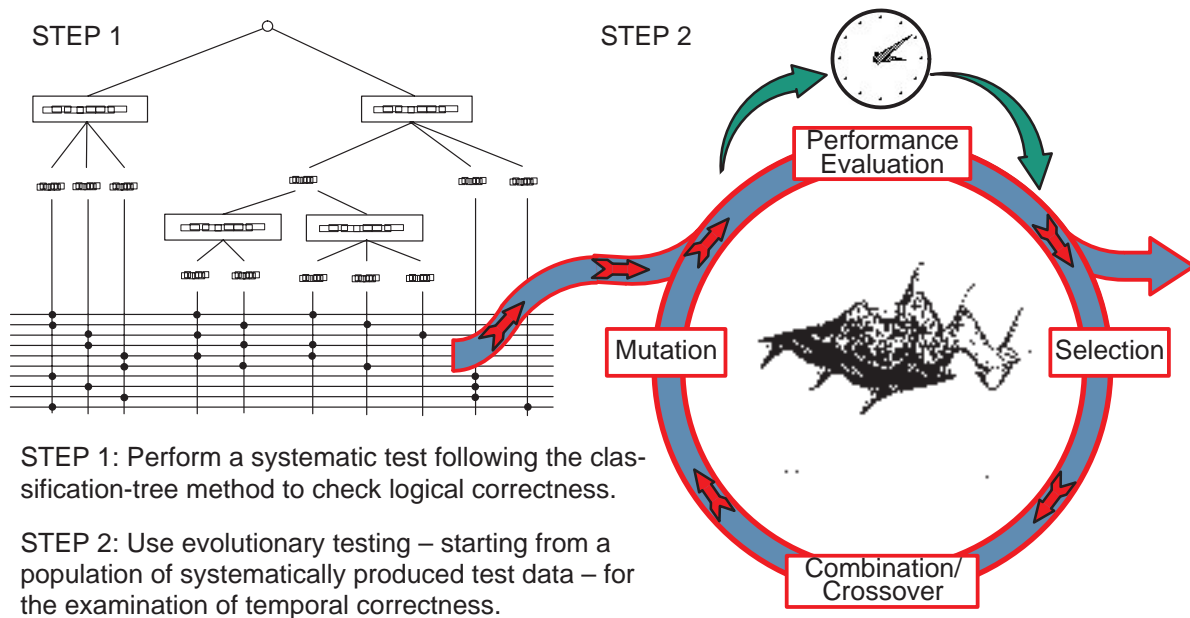 STEP 1
STEP 2
Performance
Evaluation
Mutation
Selection
Combination/
Crossover
STEP 1: Perform a systematic test following the clas-
sification-tree method to check logical correctness.
STEP 2: Use evolutionary testing – starting from a
population of systematically produced test data – for
the examination of temporal correctness.